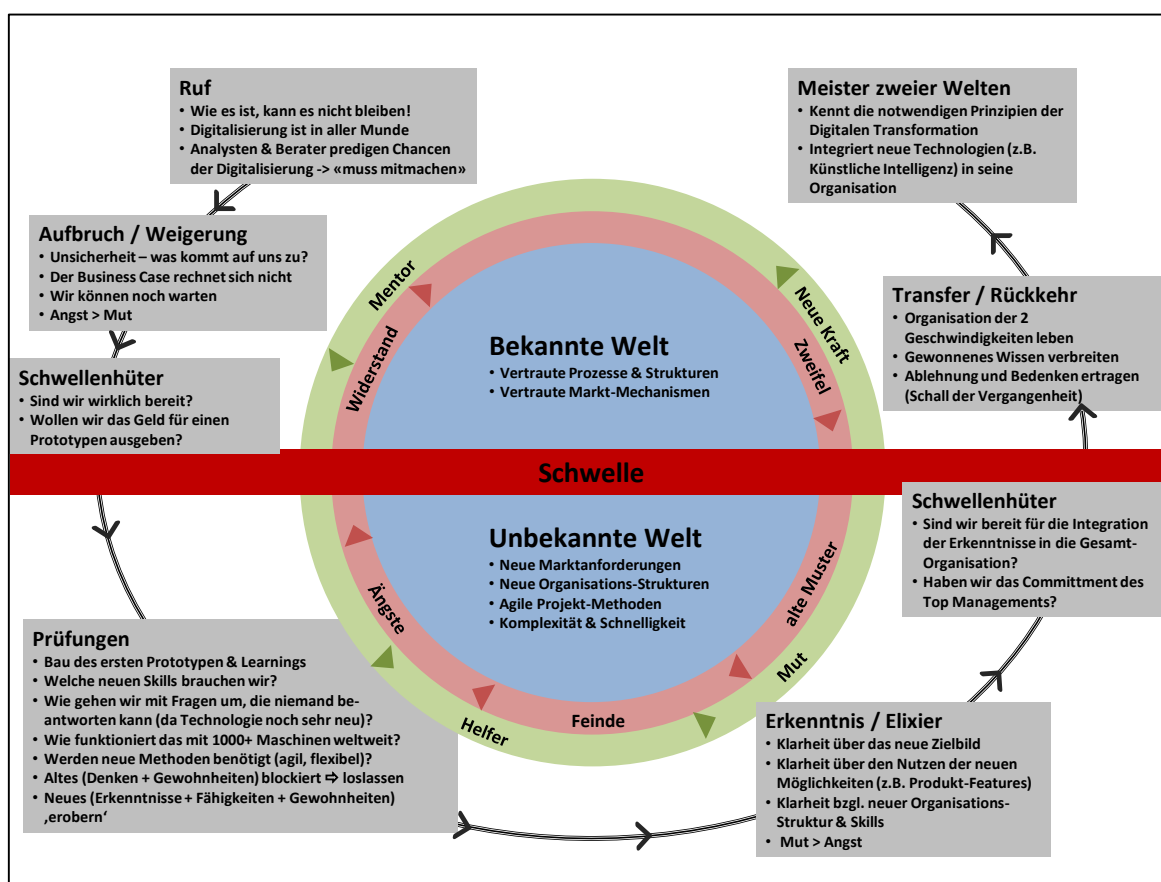 Ruf
• Wie es ist, kann es nicht bleiben!
• Digitalisierung ist in aller Munde
• Analysten & Berater predigen Chancen
der Digitalisierung -> «muss mitmachen»
Aufbruch / Weigerung
• Unsicherheit – was kommt auf uns zu?
• Der Business Case rechnet sich nicht
• Wir können noch warten
• Angst > Mut
Schwellenhüter
• Sind wir wirklich bereit?
• Wollen wir das Geld für einen
Prototypen ausgeben?
Mentor
Widerstand
Bekannte Welt
• Vertraute Prozesse & Strukturen
• Vertraute Markt-Mechanismen
Neue Kraft
Zweifel
Meister zweier Welten
• Kennt die notwendigen Prinzipien der
Digitalen Transformation
• Integriert neue Technologien (z.B.
Künstliche Intelligenz) in seine
Organisation
Transfer / Rückkehr
• Organisation der 2
Geschwindigkeiten leben
• Gewonnenes Wissen verbreiten
• Ablehnung und Bedenken ertragen
(Schall der Vergangenheit)
Schwelle
Unbekannte Welt
• Neue Marktanforderungen
• Neue Organisations-Strukturen
• Agile Projekt-Methoden
• Komplexität & Schnelligkeit
Ängste
Helfer
Feinde
Mut
alte Muster
Schwellenhüter
• Sind wir bereit für die Integration
der Erkenntnisse in die Gesamt-
Organisation?
• Haben wir das Committment des
Top Managements?
Prüfungen
• Bau des ersten Prototypen & Learnings
• Welche neuen Skills brauchen wir?
• Wie gehen wir mit Fragen um, die niemand be-
antworten kann (da Technologie noch sehr neu)?
• Wie funktioniert das mit 1000+ Maschinen weltweit?
• Werden neue Methoden benötigt (agil, flexibel)?
• Altes (Denken + Gewohnheiten) blockiert ⇨ loslassen
• Neues (Erkenntnisse + Fähigkeiten + Gewohnheiten)
‚erobern‘
Erkenntnis / Elixier
• Klarheit über das neue Zielbild
• Klarheit über den Nutzen der neuen
Möglichkeiten (z.B. Produkt-Features)
• Klarheit bzgl. neuer Organisations-
Struktur & Skills
• Mut > Angst